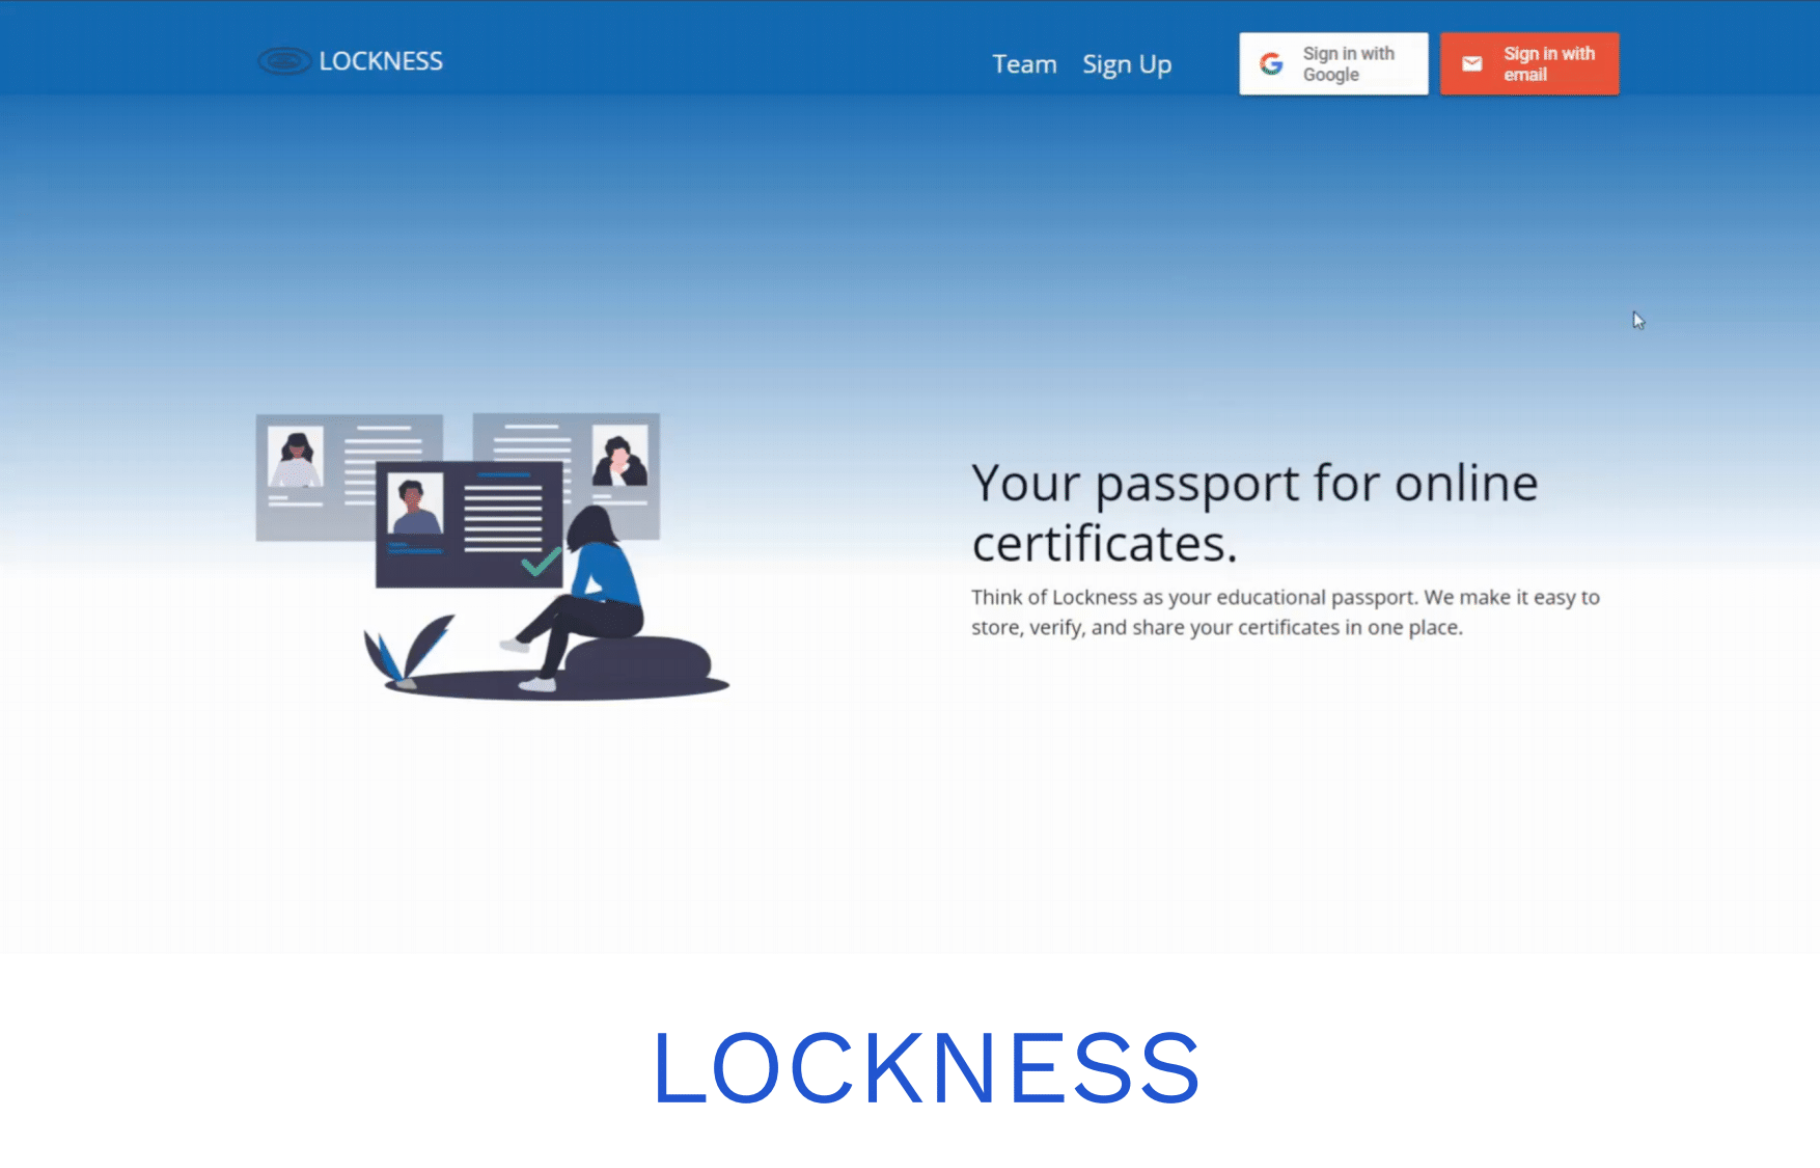 LOCKNESS
Team
Sign Up
Sign in with
Google
Sign in with
email
Your passport for online
certificates.
Think of Lockness as your educational passport. We make it easy to
store, verify, and share your certificates in one place.
LOCKNESS